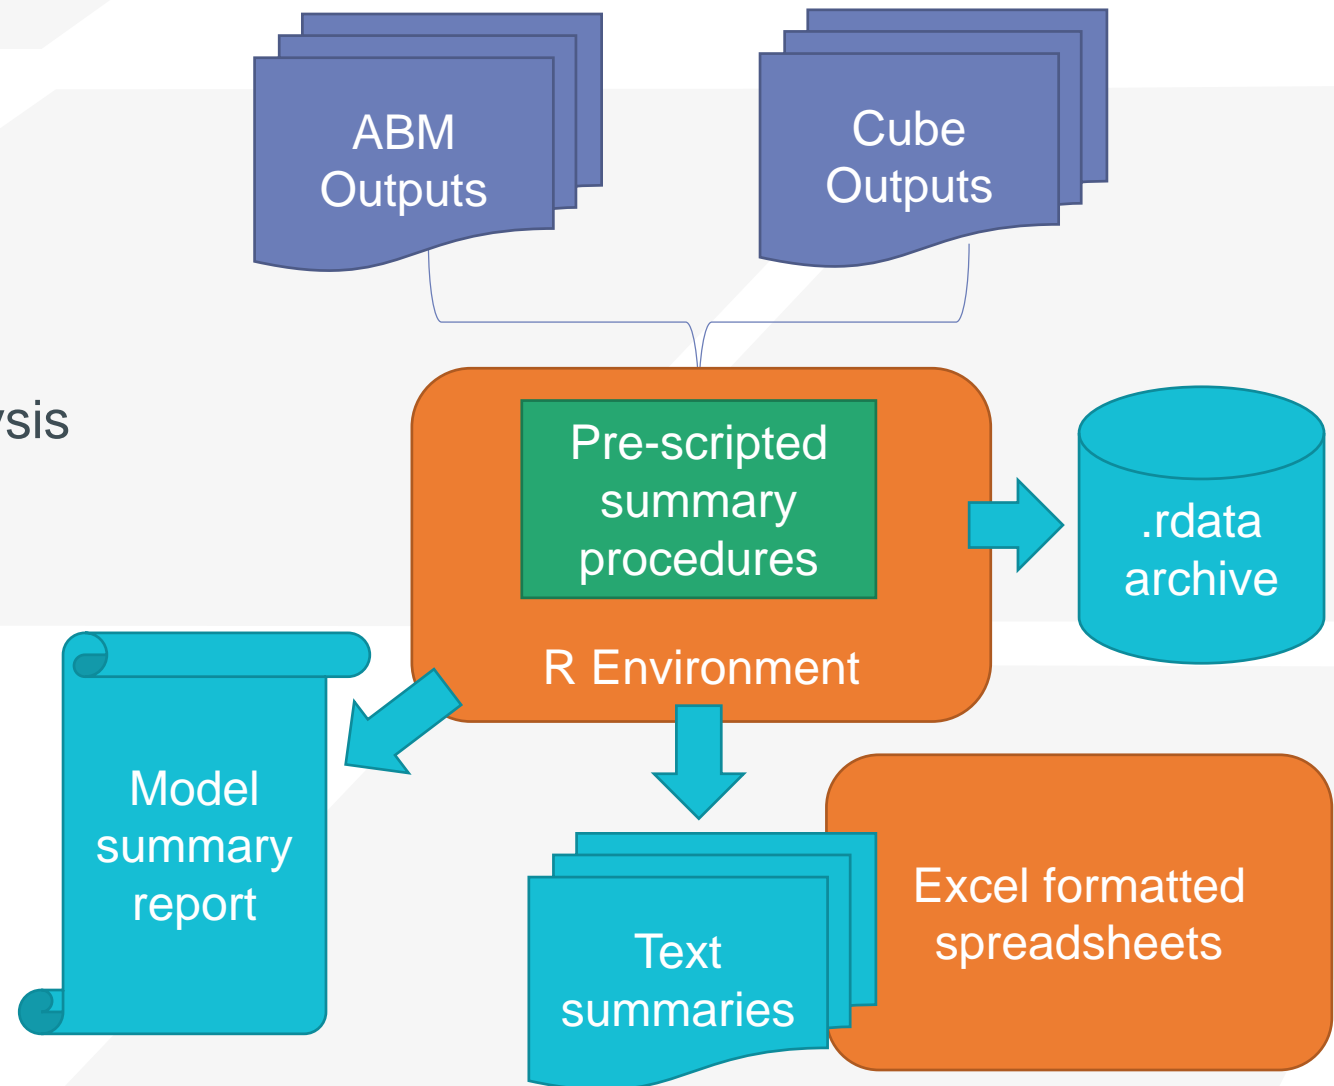 ABM
Outputs
Cube
Outputs
ysis
Pre-scripted
summary
procedures
R Environment
.rdata
archive
Model
summary
report
Text
summaries
Excel formatted
spreadsheets